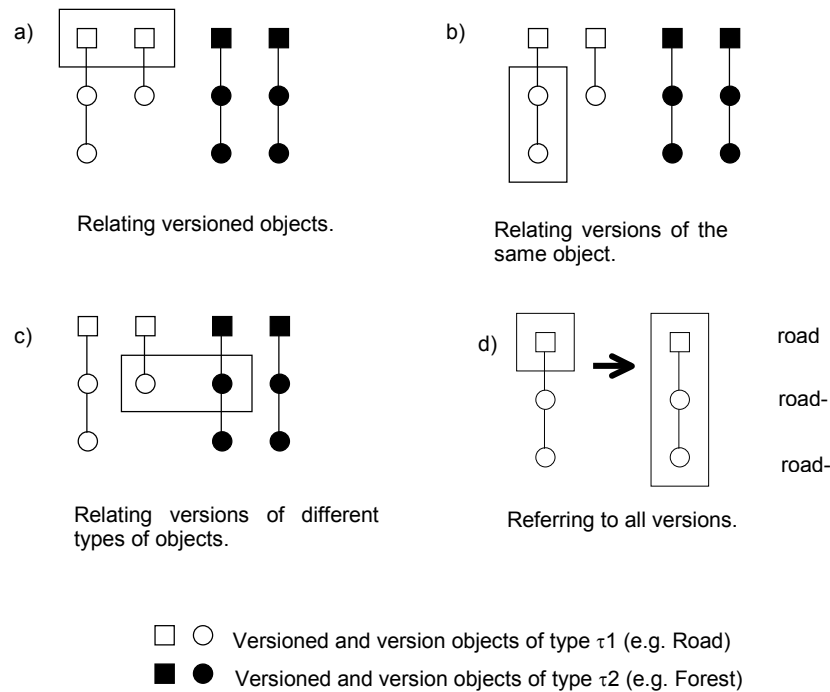 a)
b)
Relating versioned objects.
Relating versions of the
same object.
c)
d)
road
road-
road-
Relating versions of different
types of objects.
Referring to all versions.
Versioned and version objects of type τ1 (e.g. Road)
Versioned and version objects of type τ2 (e.g. Forest)